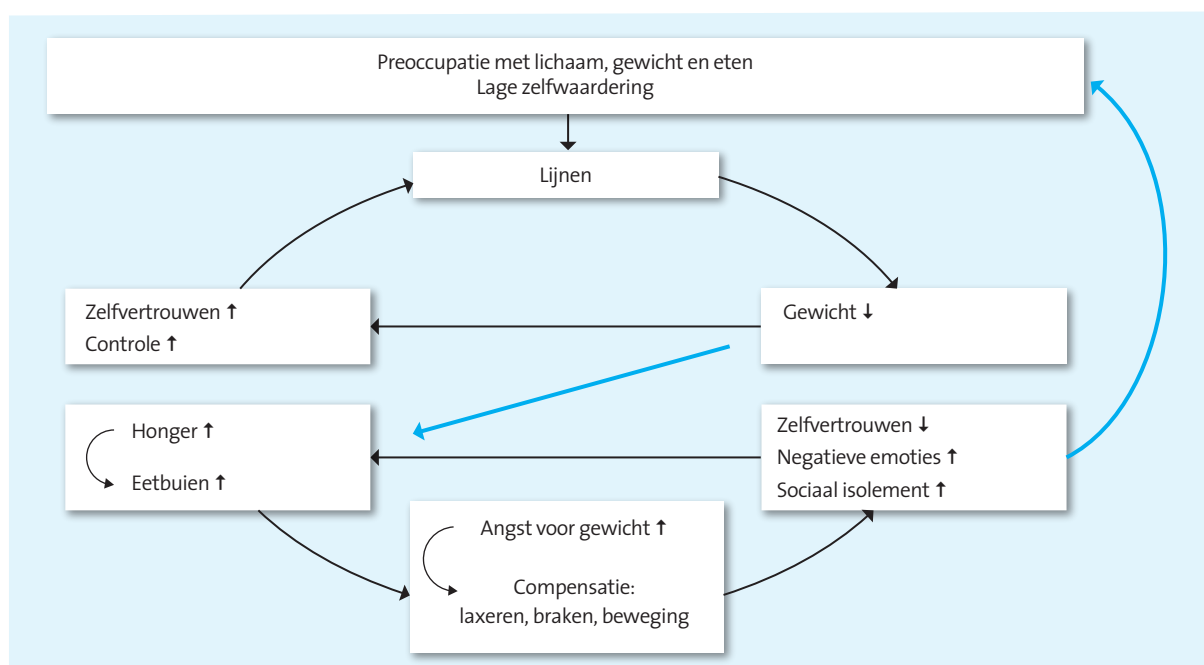 Preoccupatie met lichaam, gewicht en eten
Lage zelfwaardering
Lijnen
Zelfvertrouwen ↑
Controle ↑
Gewicht ↓
Honger ↑
Eetbuien ↑
Zelfvertrouwen ↓
Negatieve emoties ↑
Sociaal isolement ↑
Angst voor gewicht ↑
Compensatie:
laxeren, braken, beweging